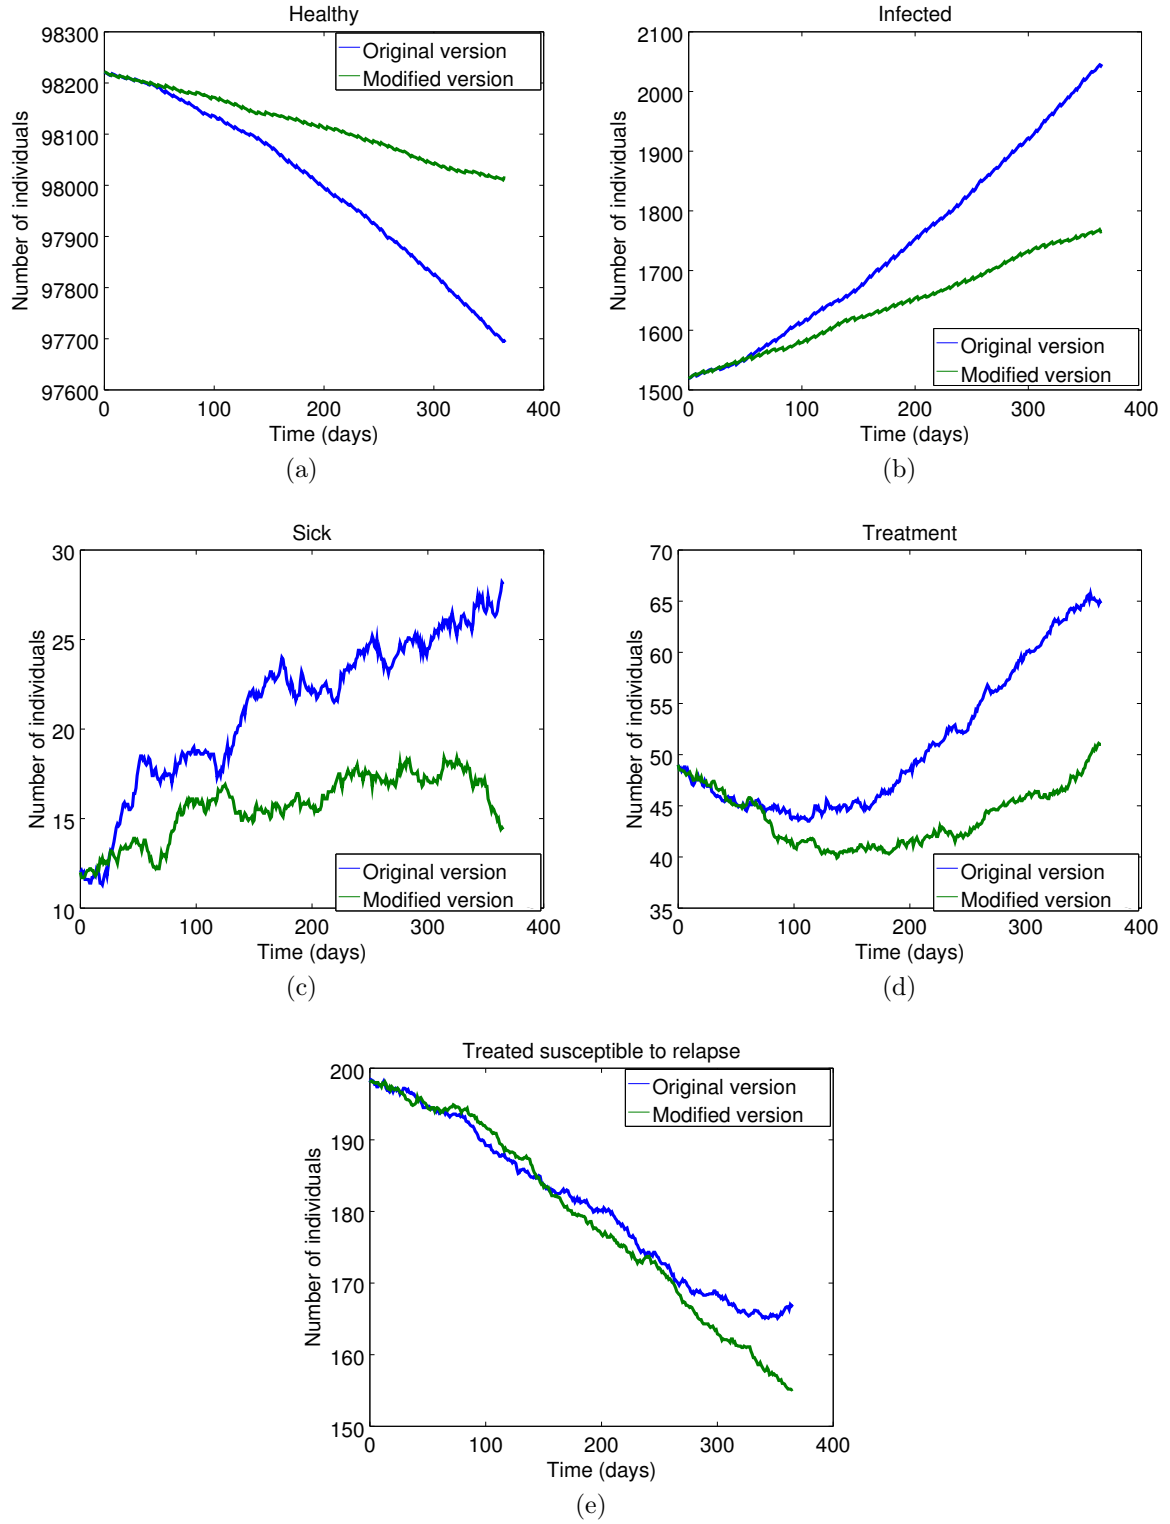 Healthy
98300
98200
98100
98000
97900
97800
97700
97600
Number of individuals
Original version
Modified version
0 100 200 300 400
Time (days)
(a)
Infected
2100
2000
1900
1800
1700
1600
1500
Number of individuals
Original version
Modified version
0 100 200 300 400
Time (days)
(b)
Sick
30
25
20
15
10
Number of individuals
Original version
Modified version
0 100 200 300 400
Time (days)
(c)
Treatment
70
65
60
55
50
45
40
35
Number of individuals
Original version
Modified version
0 100 200 300 400
Time (days)
(d)
Treated susceptible to relapse
200
190
180
170
160
150
Number of individuals
Original version
Modified version
0 100 200 300 400
Time (days)
(e)